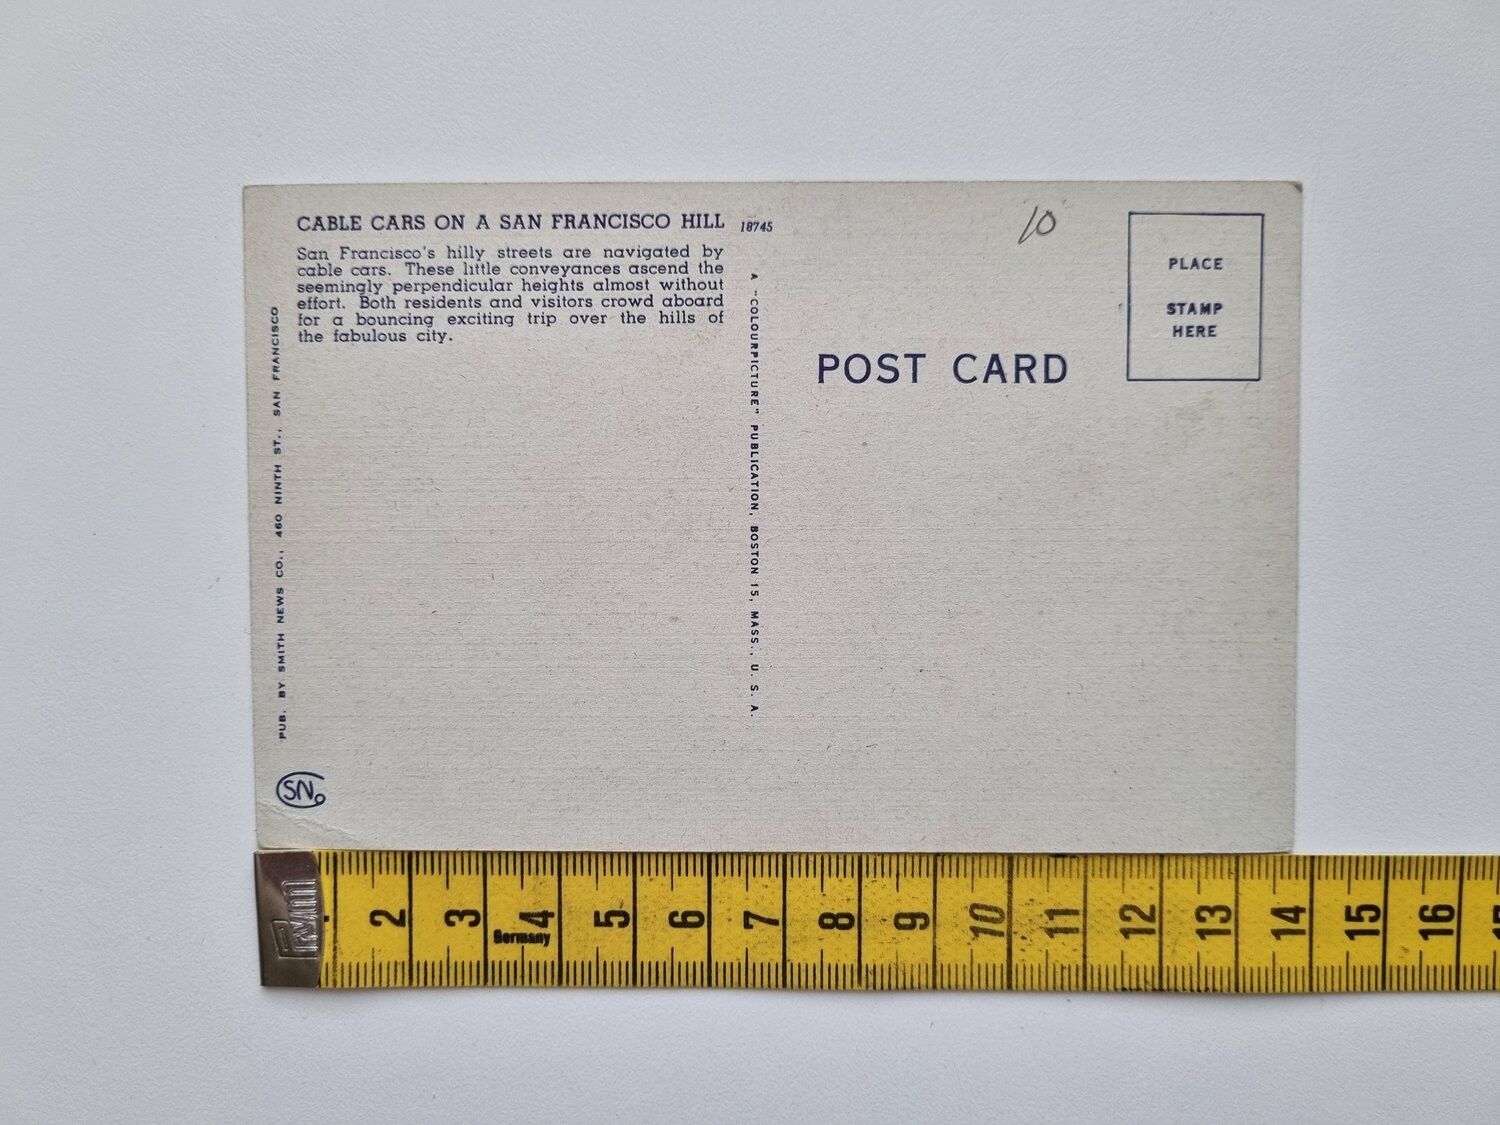 CABLE CARS ON A SAN FRANCISCO HILL 18745
San Francisco's hilly streets are navigated by
cable cars. These little conveyances ascend the
seemingly perpendicular heights almost without
effort. Both residents and visitors crowd aboard
for a bouncing exciting trip over the hills of
the fabulous city.
PUB. BY SMITH NEWS CO., 460 NINTH ST., SAN FRANCISCO
SNo
A "COLOURPICTURE" PUBLICATION, BOSTON 15, MASS., U. S. A.
10
PLACE
STAMP
HERE
POST CARD
2 3 4 5 6 7 8 9 10 11 12 13 14 15 16
Germany